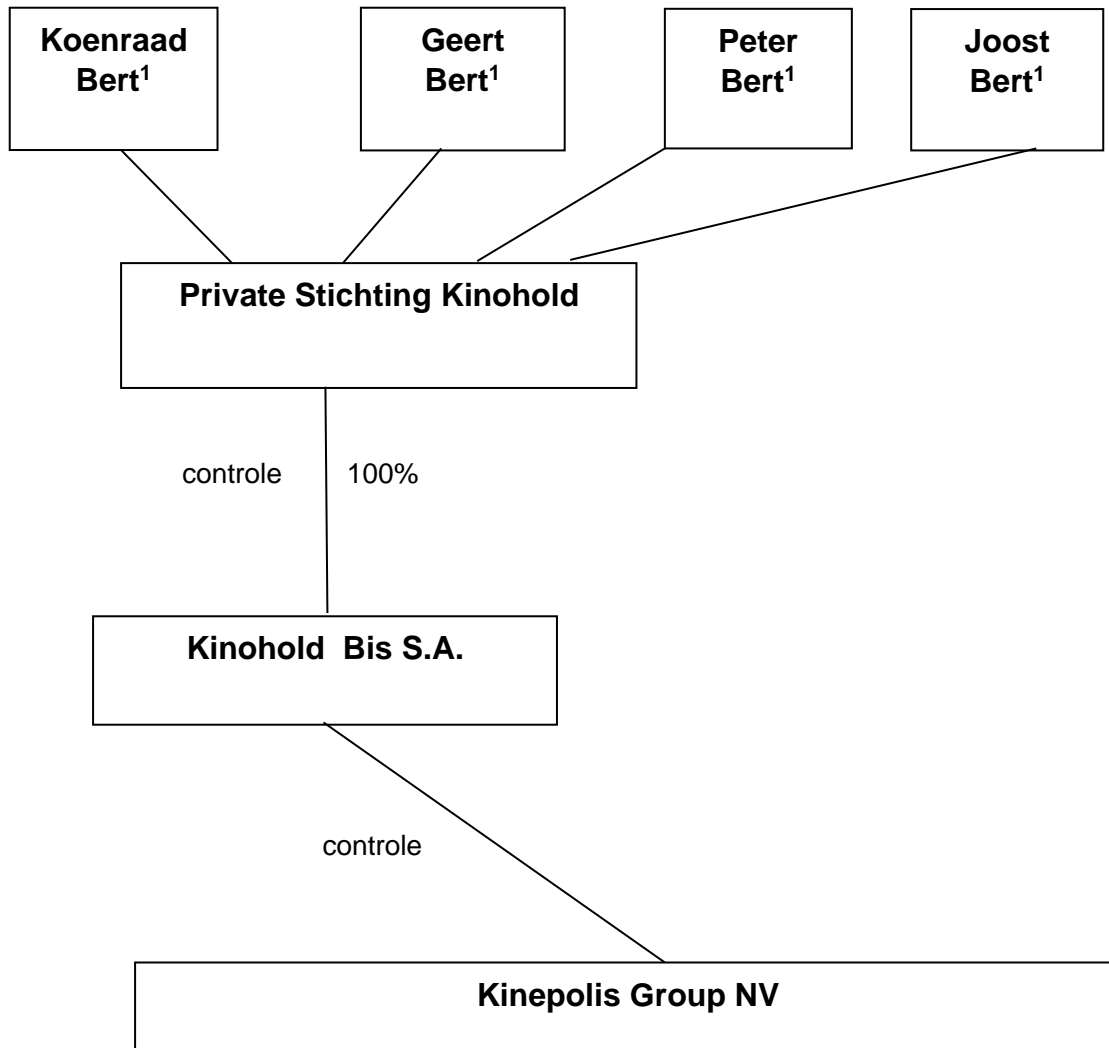 Koenraad
Bert¹
Geert
Bert¹
Peter
Bert¹
Joost
Bert¹
Private Stichting Kinohold
controle 100%
Kinohold Bis S.A.
controle
Kinepolis Group NV